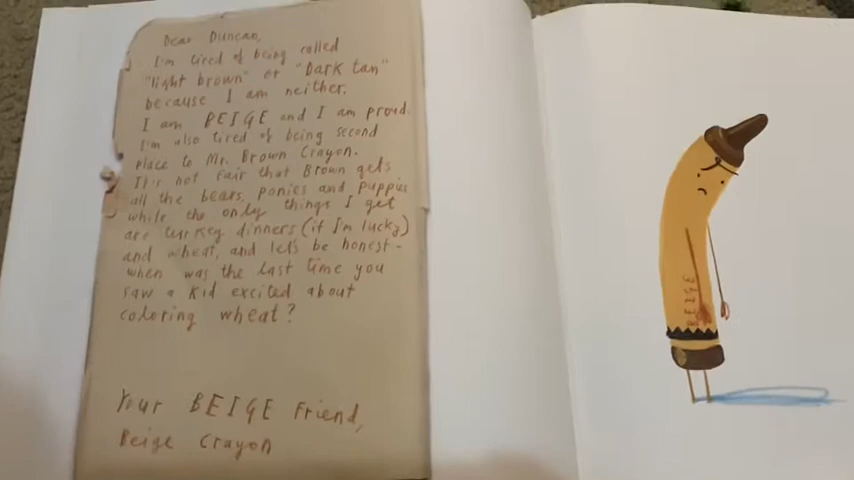 Dear Duncan,
I'm tired of being called
"light brown" or "Dark tan"
because I am neither.
I am BEIGE and I am proud.
I'm also tired of being second
place to Mr. Brown Crayon.
It's not fair that Brown gets
all the bears, ponies and puppies
while the only things I get
are turkey dinners (if I'm lucky)
and wheat, and let's be honest-
when was the last time you
saw a kid excited about
coloring wheat?
Your BEIGE Friend,
Beige Crayon
BEIGE